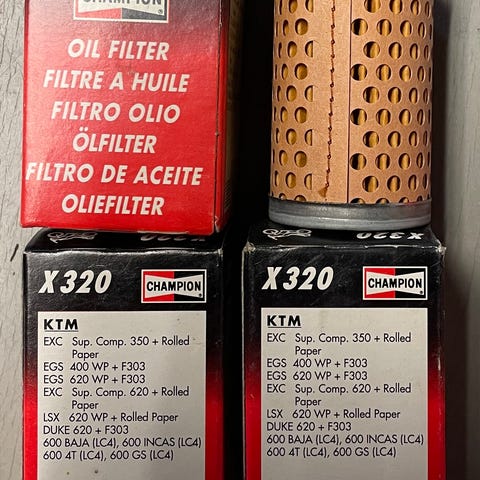 CHAMPION
OIL FILTER
FILTRE A HUILE
FILTRO OLIO
ÖLFILTER
FILTRO DE ACEITE
OLIEFILTER
X320
X320
X 320
CHAMPION
KTM
EXC Sup. Comp. 350 + Rolled
Paper
EGS 400 WP + F303
EGS 620 WP + F303
EXC Sup. Comp. 620 + Rolled
Paper
LSX 620 WP + Rolled Paper
DUKE 620 + F303
600 BAJA (LC4), 600 INCAS (LC4)
600 4T (LC4), 600 GS (LC4)
X 320
CHAMPION
KTM
EXC Sup. Comp. 350 + Rolled
Paper
EGS 400 WP + F303
EGS 620 WP + F303
EXC Sup. Comp. 620 + Rolled
Paper
LSX 620 WP + Rolled Paper
DUKE 620 + F303
600 BAJA (LC4), 600 INCAS (LC4)
600 4T (LC4), 600 GS (LC4)